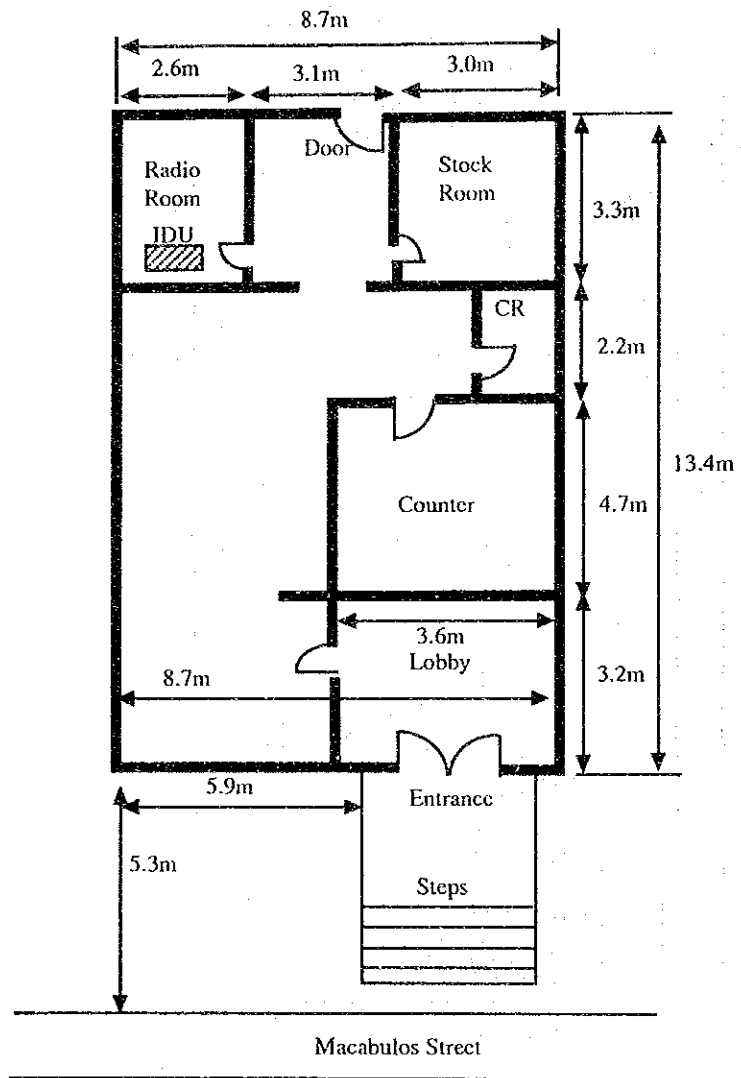 8.7m
2.6m
3.1m
3.0m
Door
Radio
Room
IDU
Stock
Room
3.3m
CR
2.2m
13.4m
4.7m
Counter
3.6m
Lobby
8.7m
3.2m
5.9m
Entrance
5.3m
Steps
Macabulos Street